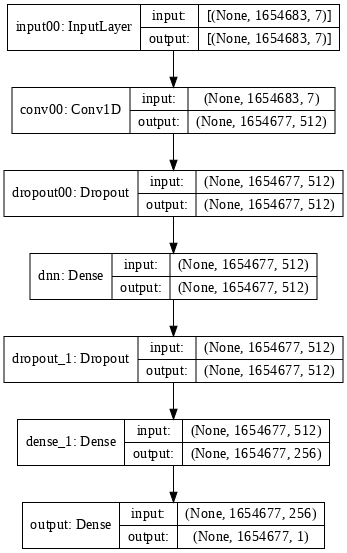 input00: InputLayer
input: [(None, 1654683, 7)]
output: [(None, 1654683, 7)]
conv00: Conv1D
input: (None, 1654683, 7)
output: (None, 1654677, 512)
dropout00: Dropout
input: (None, 1654677, 512)
output: (None, 1654677, 512)
dnn: Dense
input: (None, 1654677, 512)
output: (None, 1654677, 512)
dropout_1: Dropout
input: (None, 1654677, 512)
output: (None, 1654677, 512)
dense_1: Dense
input: (None, 1654677, 512)
output: (None, 1654677, 256)
output: Dense
input: (None, 1654677, 256)
output: (None, 1654677, 1)